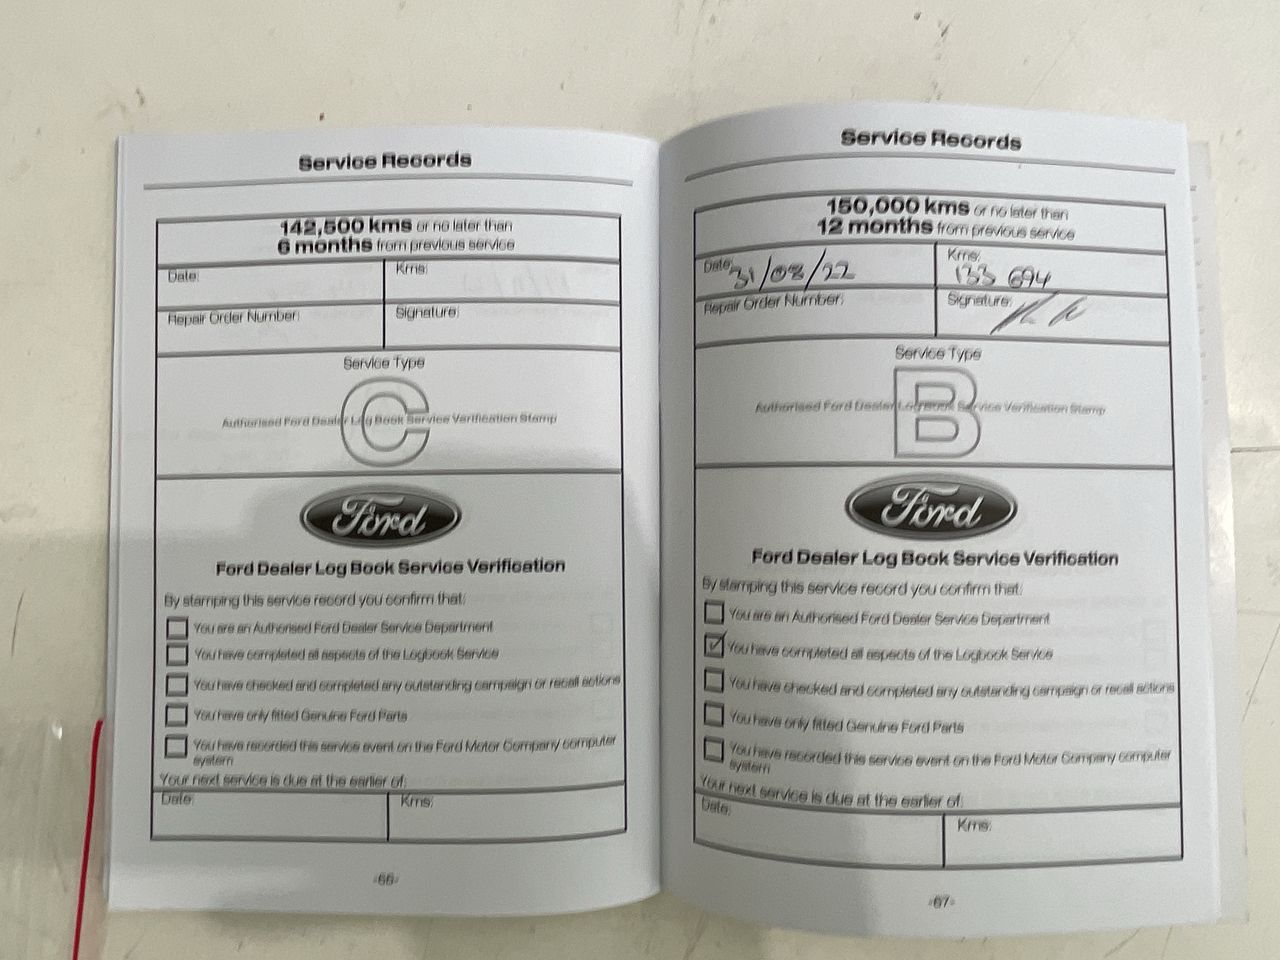 Service Records
142,500 kms or no later than
6 months from previous service
Date:
Kms:
Repair Order Number:
Signature:
Service Type
C
Authorised Ford Dealer Log Book Service Verification Stamp
Ford
Ford Dealer Log Book Service Verification
By stamping this service record you confirm that:
You are an Authorised Ford Dealer Service Department
You have completed all aspects of the Logbook Service
You have checked and completed any outstanding campaign or recall actions
You have only fitted Genuine Ford Parts
You have recorded this service event on the Ford Motor Company computer
system
Your next service is due at the earlier of:
Date:
Kms:
-66-
Service Records
150,000 kms or no later than
12 months from previous service
Date: 31/08/22
Kms: 133 694
Repair Order Number:
Signature:
Service Type
B
Authorised Ford Dealer Log Book Service Verification Stamp
Ford
Ford Dealer Log Book Service Verification
By stamping this service record you confirm that:
You are an Authorised Ford Dealer Service Department
You have completed all aspects of the Logbook Service
You have checked and completed any outstanding campaign or recall actions
You have only fitted Genuine Ford Parts
You have recorded this service event on the Ford Motor Company computer
system
Your next service is due at the earlier of:
Date:
Kms:
-67-